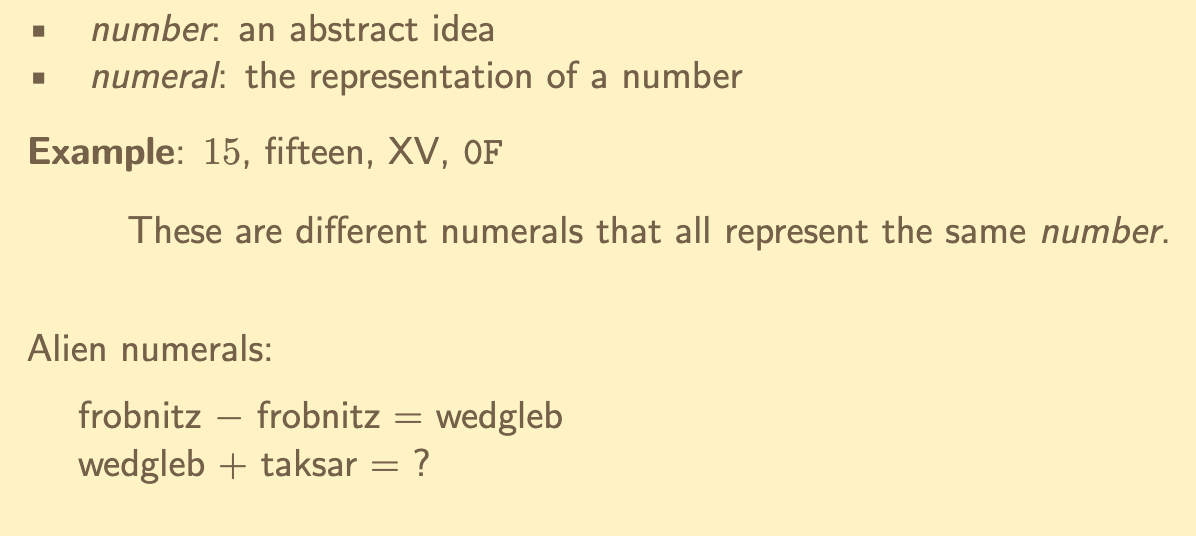 ▪ number: an abstract idea
▪ numeral: the representation of a number
Example: 15, fifteen, XV, 0F
These are different numerals that all represent the same number.
Alien numerals:
frobnitz − frobnitz = wedgleb
wedgleb + taksar = ?